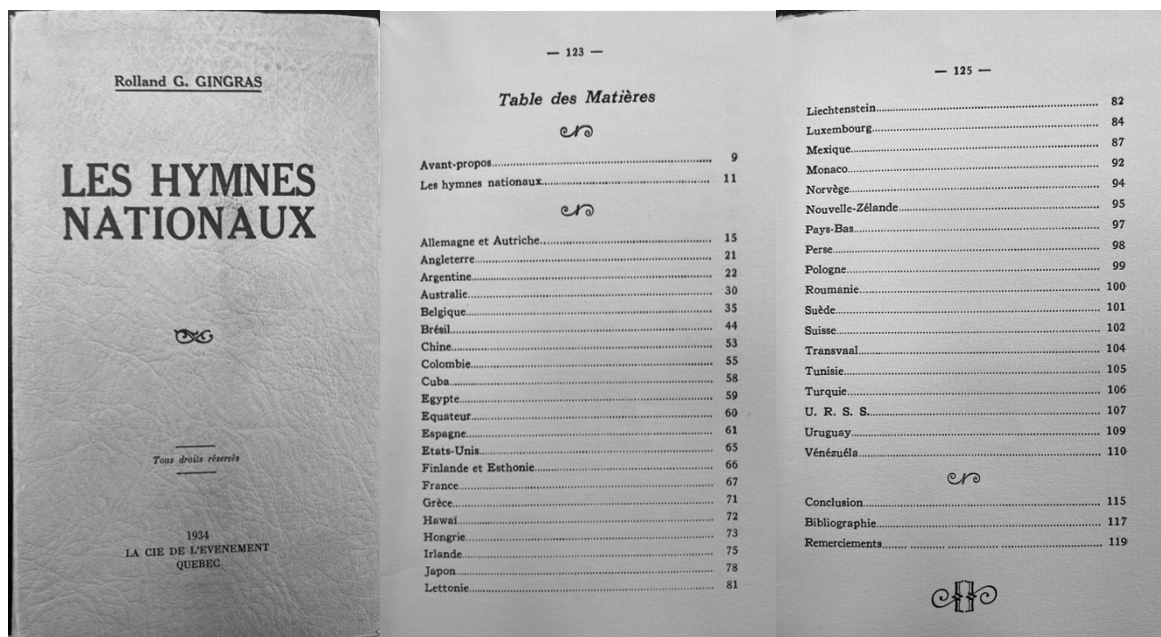 Rolland G. GINGRAS
LES HYMNES
NATIONAUX
Tous droits réservés
1934
LA CIE DE L'EVENEMENT
QUEBEC
— 123 —
Table des Matières
Avant-propos 9
Les hymnes nationaux 11
Allemagne et Autriche 15
Angleterre 21
Argentine 22
Australie 30
Belgique 35
Brésil 44
Chine 53
Colombie 55
Cuba 58
Egypte 59
Equateur 60
Espagne 61
Etats-Unis 65
Finlande et Esthonie 66
France 67
Grèce 71
Hawaï 72
Hongrie 73
Irlande 75
Japon 78
Lettonie 81
— 125 —
Liechtenstein 82
Luxembourg 84
Mexique 87
Monaco 92
Norvège 94
Nouvelle-Zélande 95
Pays-Bas 97
Perse 98
Pologne 99
Roumanie 100
Suède 101
Suisse 102
Transvaal 104
Tunisie 105
Turquie 106
U. R. S. S. 107
Uruguay 109
Vénézuéla 110
Conclusion 115
Bibliographie 117
Remerciements 119